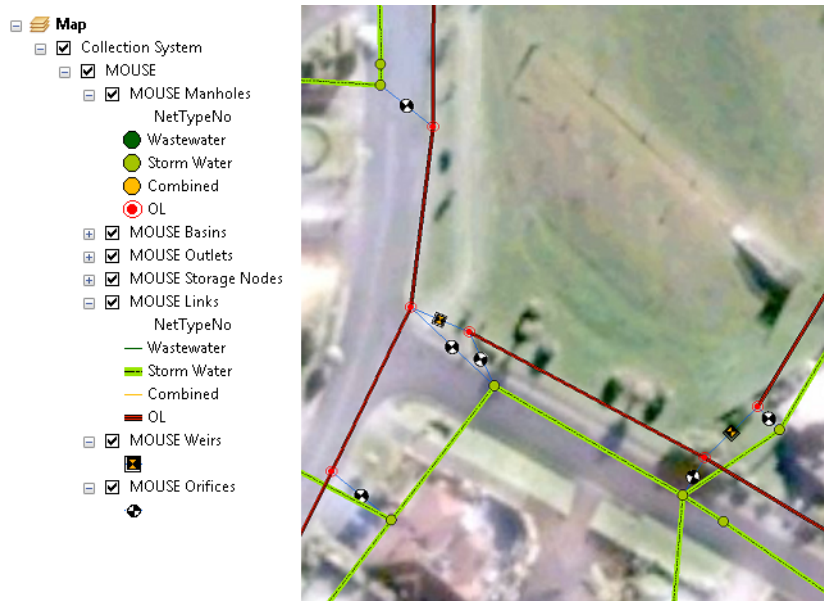 Map
Collection System
MOUSE
MOUSE Manholes
NetTypeNo
Wastewater
Storm Water
Combined
OL
MOUSE Basins
MOUSE Outlets
MOUSE Storage Nodes
MOUSE Links
NetTypeNo
Wastewater
Storm Water
Combined
OL
MOUSE Weirs
MOUSE Orifices